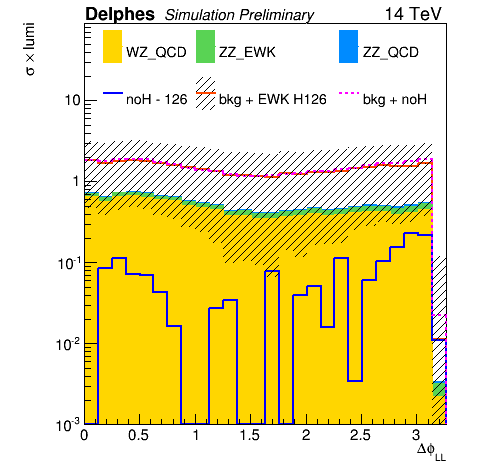 Delphes Simulation Preliminary 14 TeV
σ × lumi
WZ_QCD ZZ_EWK ZZ_QCD
noH - 126 bkg + EWK H126 bkg + noH
10
1
10⁻¹
10⁻²
10⁻³
0 0.5 1 1.5 2 2.5 3
Δϕ_LL